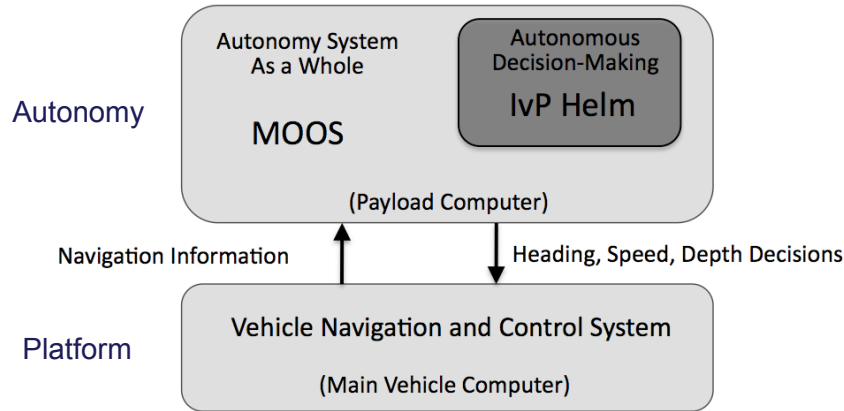 Autonomy System
As a Whole
Autonomous
Decision-Making
IvP Helm
Autonomy
MOOS
(Payload Computer)
Navigation Information
Heading, Speed, Depth Decisions
Vehicle Navigation and Control System
Platform
(Main Vehicle Computer)